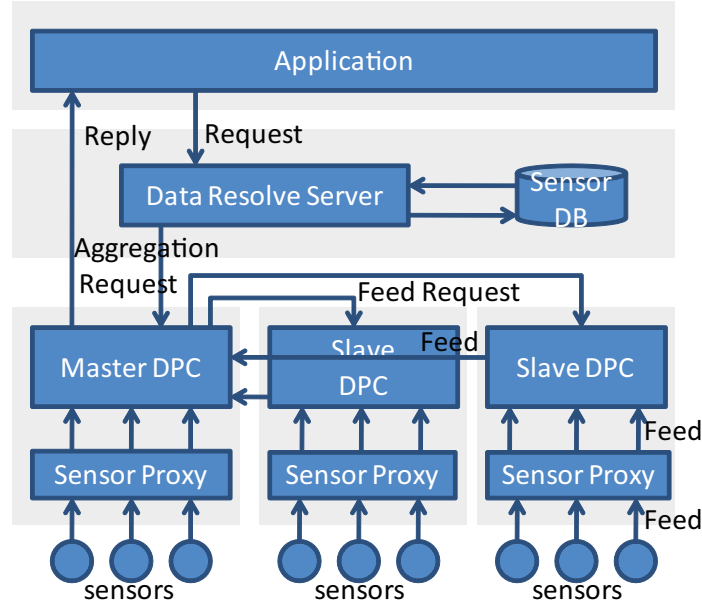 Application
Reply
Request
Data Resolve Server
Sensor
DB
Aggregation
Request
Feed Request
Master DPC
Slave
DPC
Feed
Slave DPC
Feed
Sensor Proxy
Sensor Proxy
Sensor Proxy
Feed
sensors
sensors
sensors